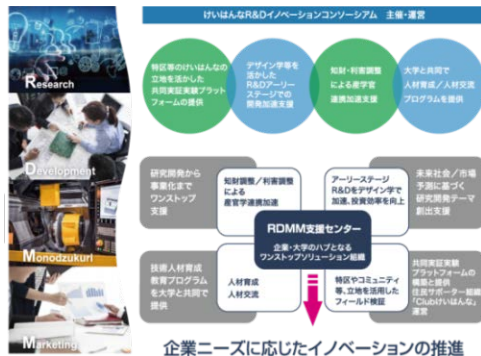 けいはんなR&Dイノベーションコンソーシアム 主催・運営
特区等のけいはんなの
立地を活かした
共同実証実験プラット
フォームの提供
デザイン学等を
活かした
R&Dアーリー
ステージでの
開発加速支援
知財・利害調整
による産学官
連携加速支援
大学と共同で
人材育成/人材交流
プログラムを提供
Research
Development
Monodzukuri
Marketing
研究開発から
事業化まで
ワンストップ
支援
知財調整/利害調整
による
産官学連携加速
アーリーステージ
R&Dをデザイン学で
加速、投資効率を向上
未来社会/市場
予測に基づく
研究開発テーマ
創出支援
RDMM支援センター
企業・大学のハブとなる
ワンストップソリューション組織
技術人材育成
教育プログラム
を大学と共同で
提供
人材育成
人材交流
特区やコミュニティ
等、立地を活用した
フィールド検証
共同実証実験
プラットフォームの
構築と提供
住民サポーター組織
「Clubけいはんな」
運営
企業ニーズに応じたイノベーションの推進